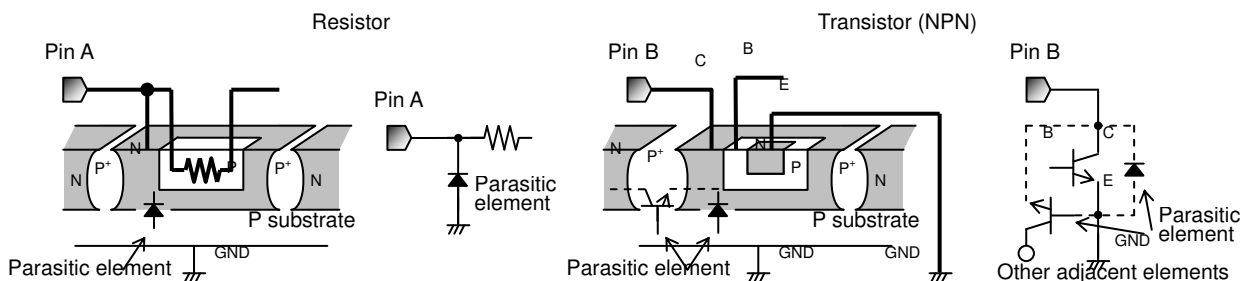 Resistor
Transistor (NPN)
Pin A
Pin B
B
Pin B
C
E
Pin A
N
P+
P
P+
N
N
Parasitic
element
P substrate
GND
Parasitic element
N
P+
N
P
P+
N
P substrate
GND
GND
Parasitic element
B
C
E
Parasitic
element
GND
Other adjacent elements